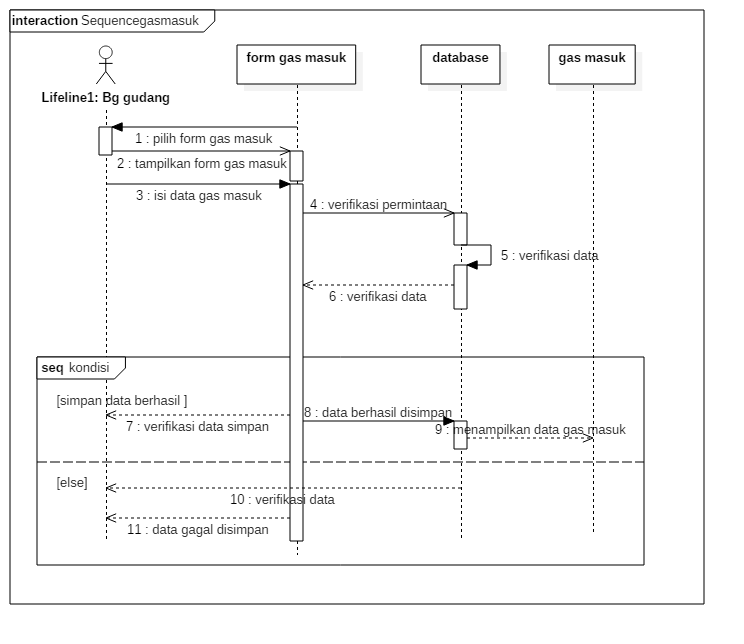 interaction Sequencegasmasuk
form gas masuk
database
gas masuk
Lifeline1: Bg gudang
1 : pilih form gas masuk
2 : tampilkan form gas masuk
3 : isi data gas masuk
4 : verifikasi permintaan
5 : verifikasi data
6 : verifikasi data
seq kondisi
[simpan data berhasil ]
7 : verifikasi data simpan
8 : data berhasil disimpan
9 : menampilkan data gas masuk
[else]
10 : verifikasi data
11 : data gagal disimpan